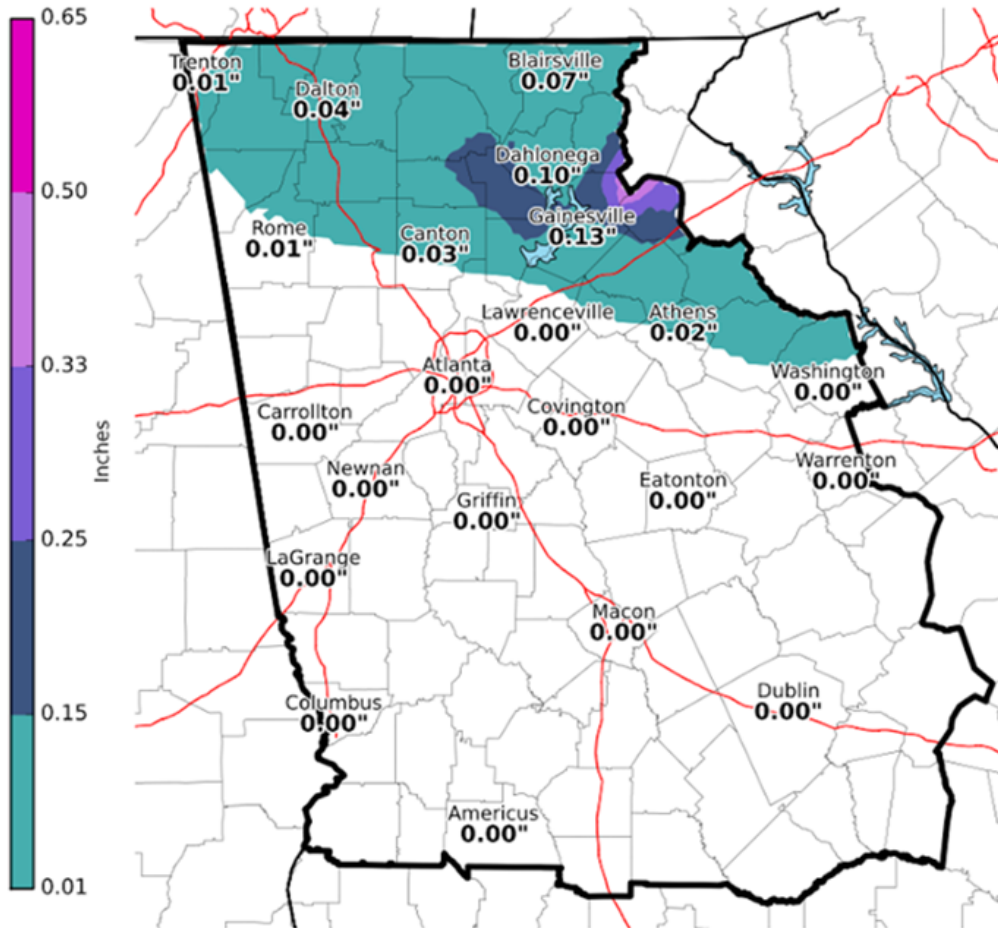 0.65
0.50
0.33
0.25
0.15
0.01
Inches
Trenton
0.01"
Dalton
0.04"
Blairsville
0.07"
Dahlonega
0.10"
Rome
0.01"
Canton
0.03"
Gainesville
0.13"
Lawrenceville
0.00"
Athens
0.02"
Atlanta
0.00"
Washington
0.00"
Carrollton
0.00"
Covington
0.00"
Newnan
0.00"
Griffin
0.00"
Eatonton
0.00"
Warrenton
0.00"
LaGrange
0.00"
Macon
0.00"
Columbus
0.00"
Dublin
0.00"
Americus
0.00"